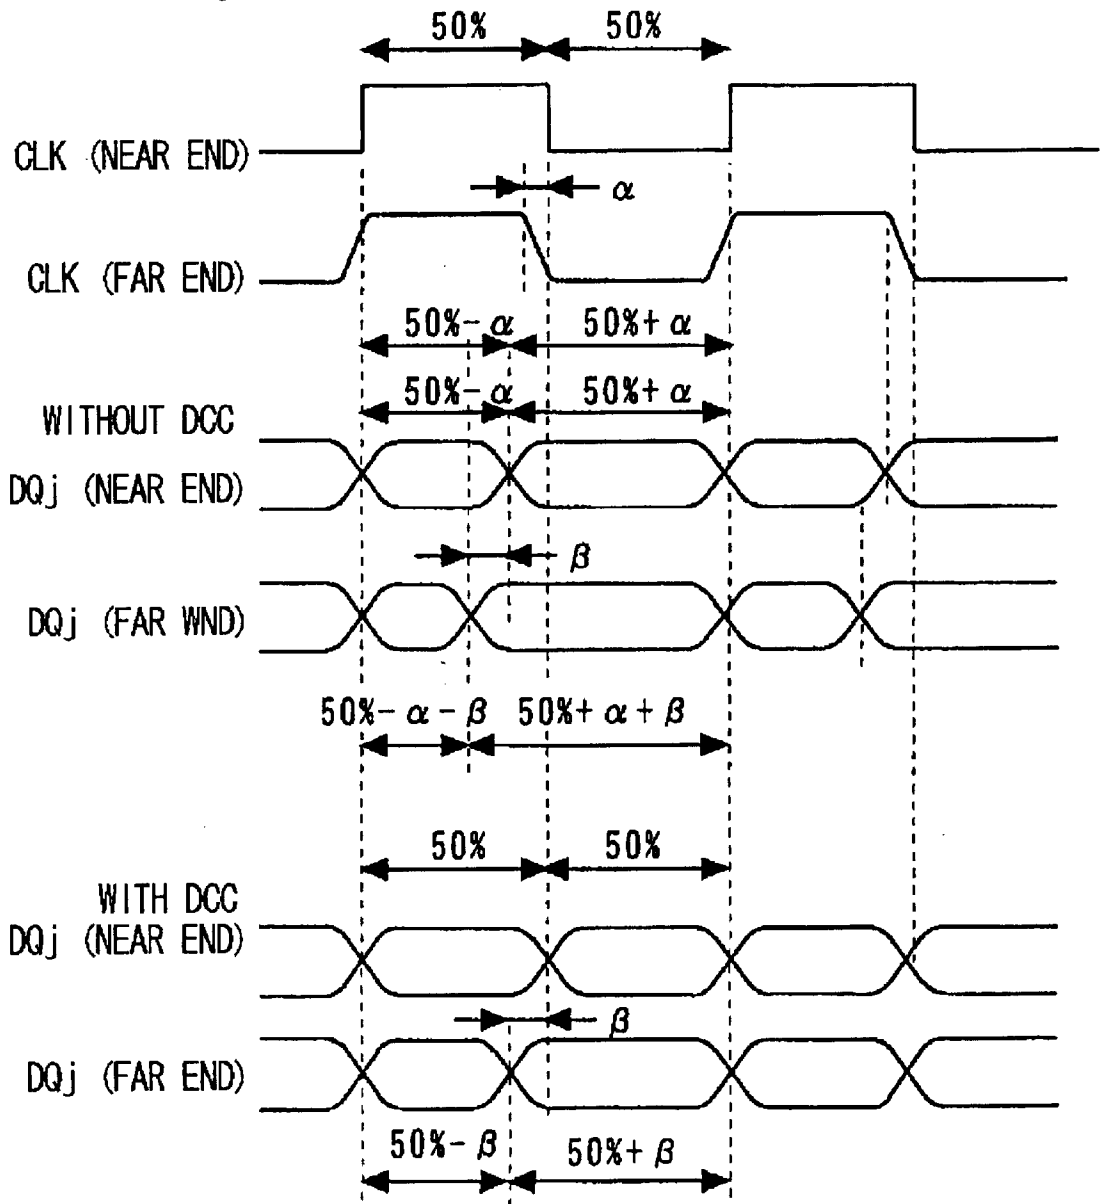 50% 50%
CLK (NEAR END)
α
CLK (FAR END)
50%-α 50%+α
50%-α 50%+α
WITHOUT DCC
DQj (NEAR END)
β
DQj (FAR WND)
50%-α-β 50%+α+β
50% 50%
WITH DCC
DQj (NEAR END)
β
DQj (FAR END)
50%-β 50%+β